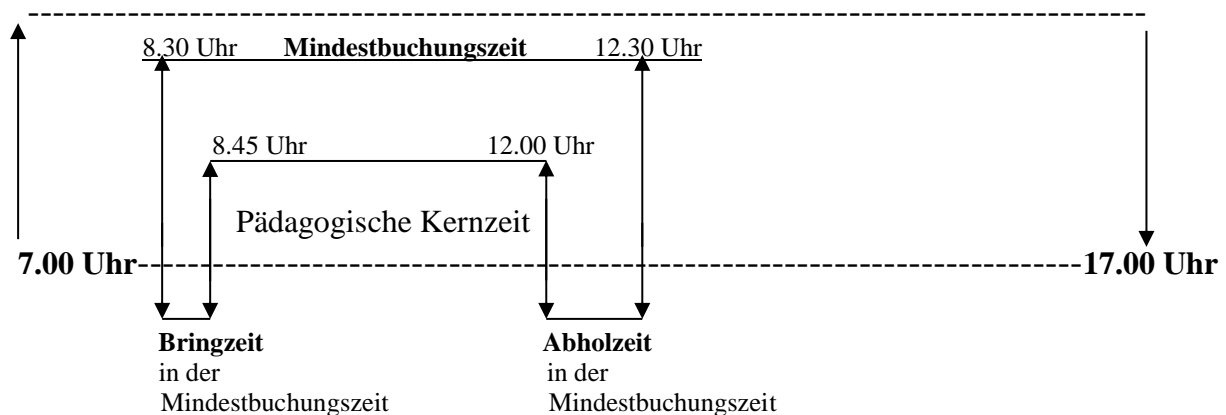 8.30 Uhr Mindestbuchungszeit 12.30 Uhr
8.45 Uhr 12.00 Uhr
Pädagogische Kernzeit
7.00 Uhr 17.00 Uhr
Bringzeit Abholzeit
in der in der
Mindestbuchungszeit Mindestbuchungszeit